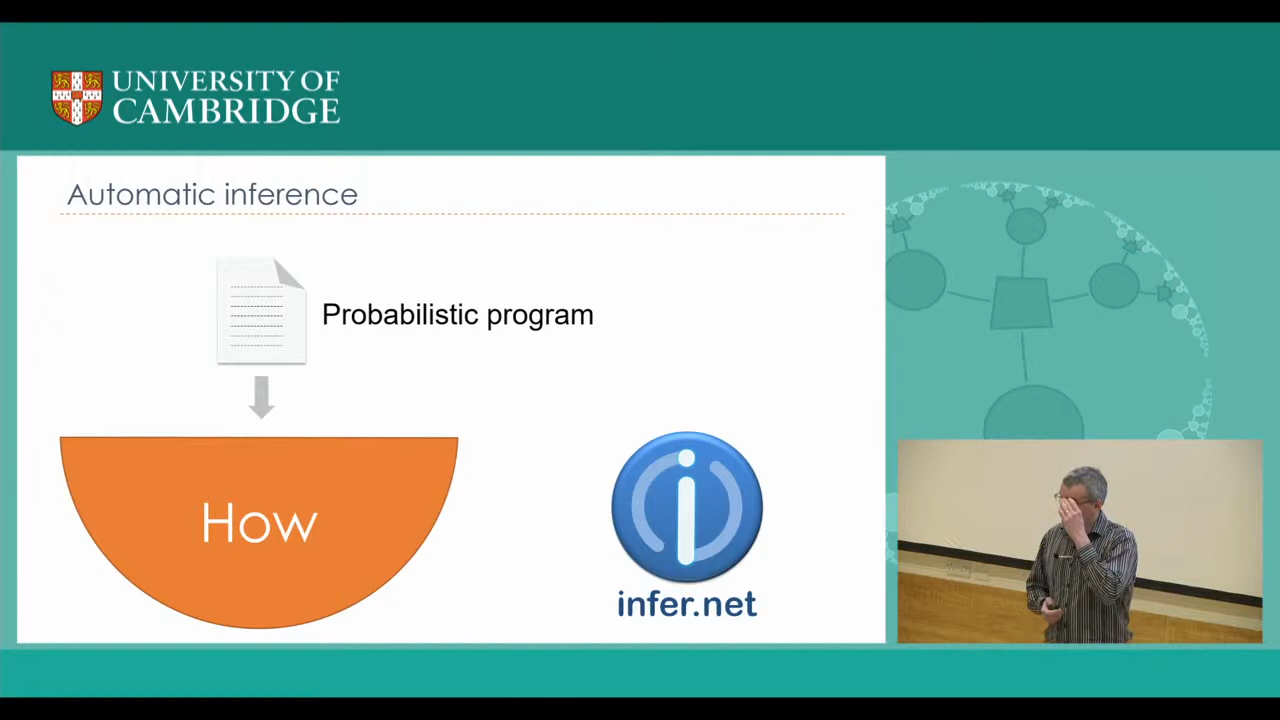 UNIVERSITY OF
CAMBRIDGE
Automatic inference
Probabilistic program
How
infer.net